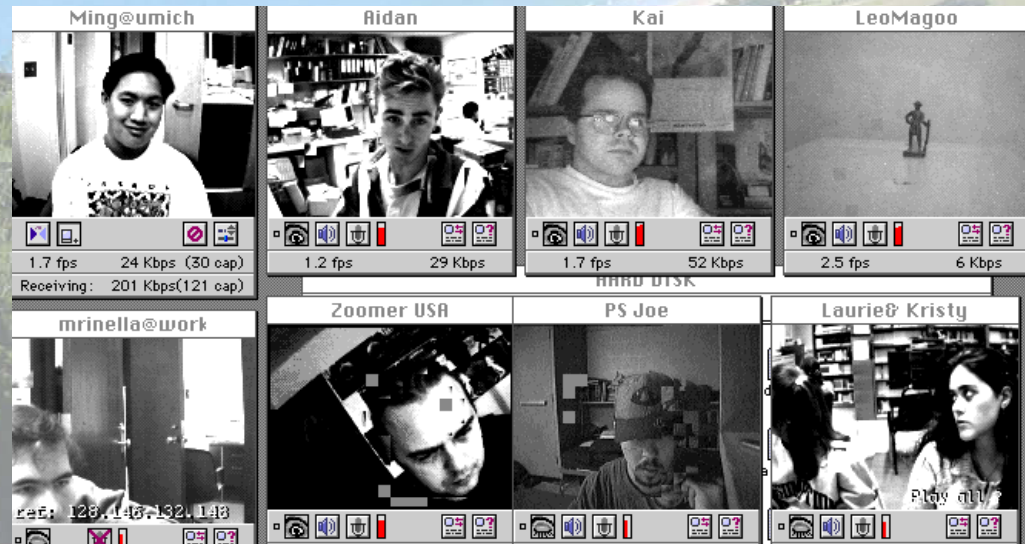 Ming@umich
Aidan
Kai
LeoMagoo
1.7 fps 24 Kbps (30 cap)
1.2 fps 29 Kbps
1.7 fps 52 Kbps
2.5 fps 6 Kbps
Receiving: 201 Kbps(121 cap)
HARD DISK
mrinella@work
Zoomer USA
PS Joe
Laurie& Kristy
ref: 128.146.132.148
Play all ?